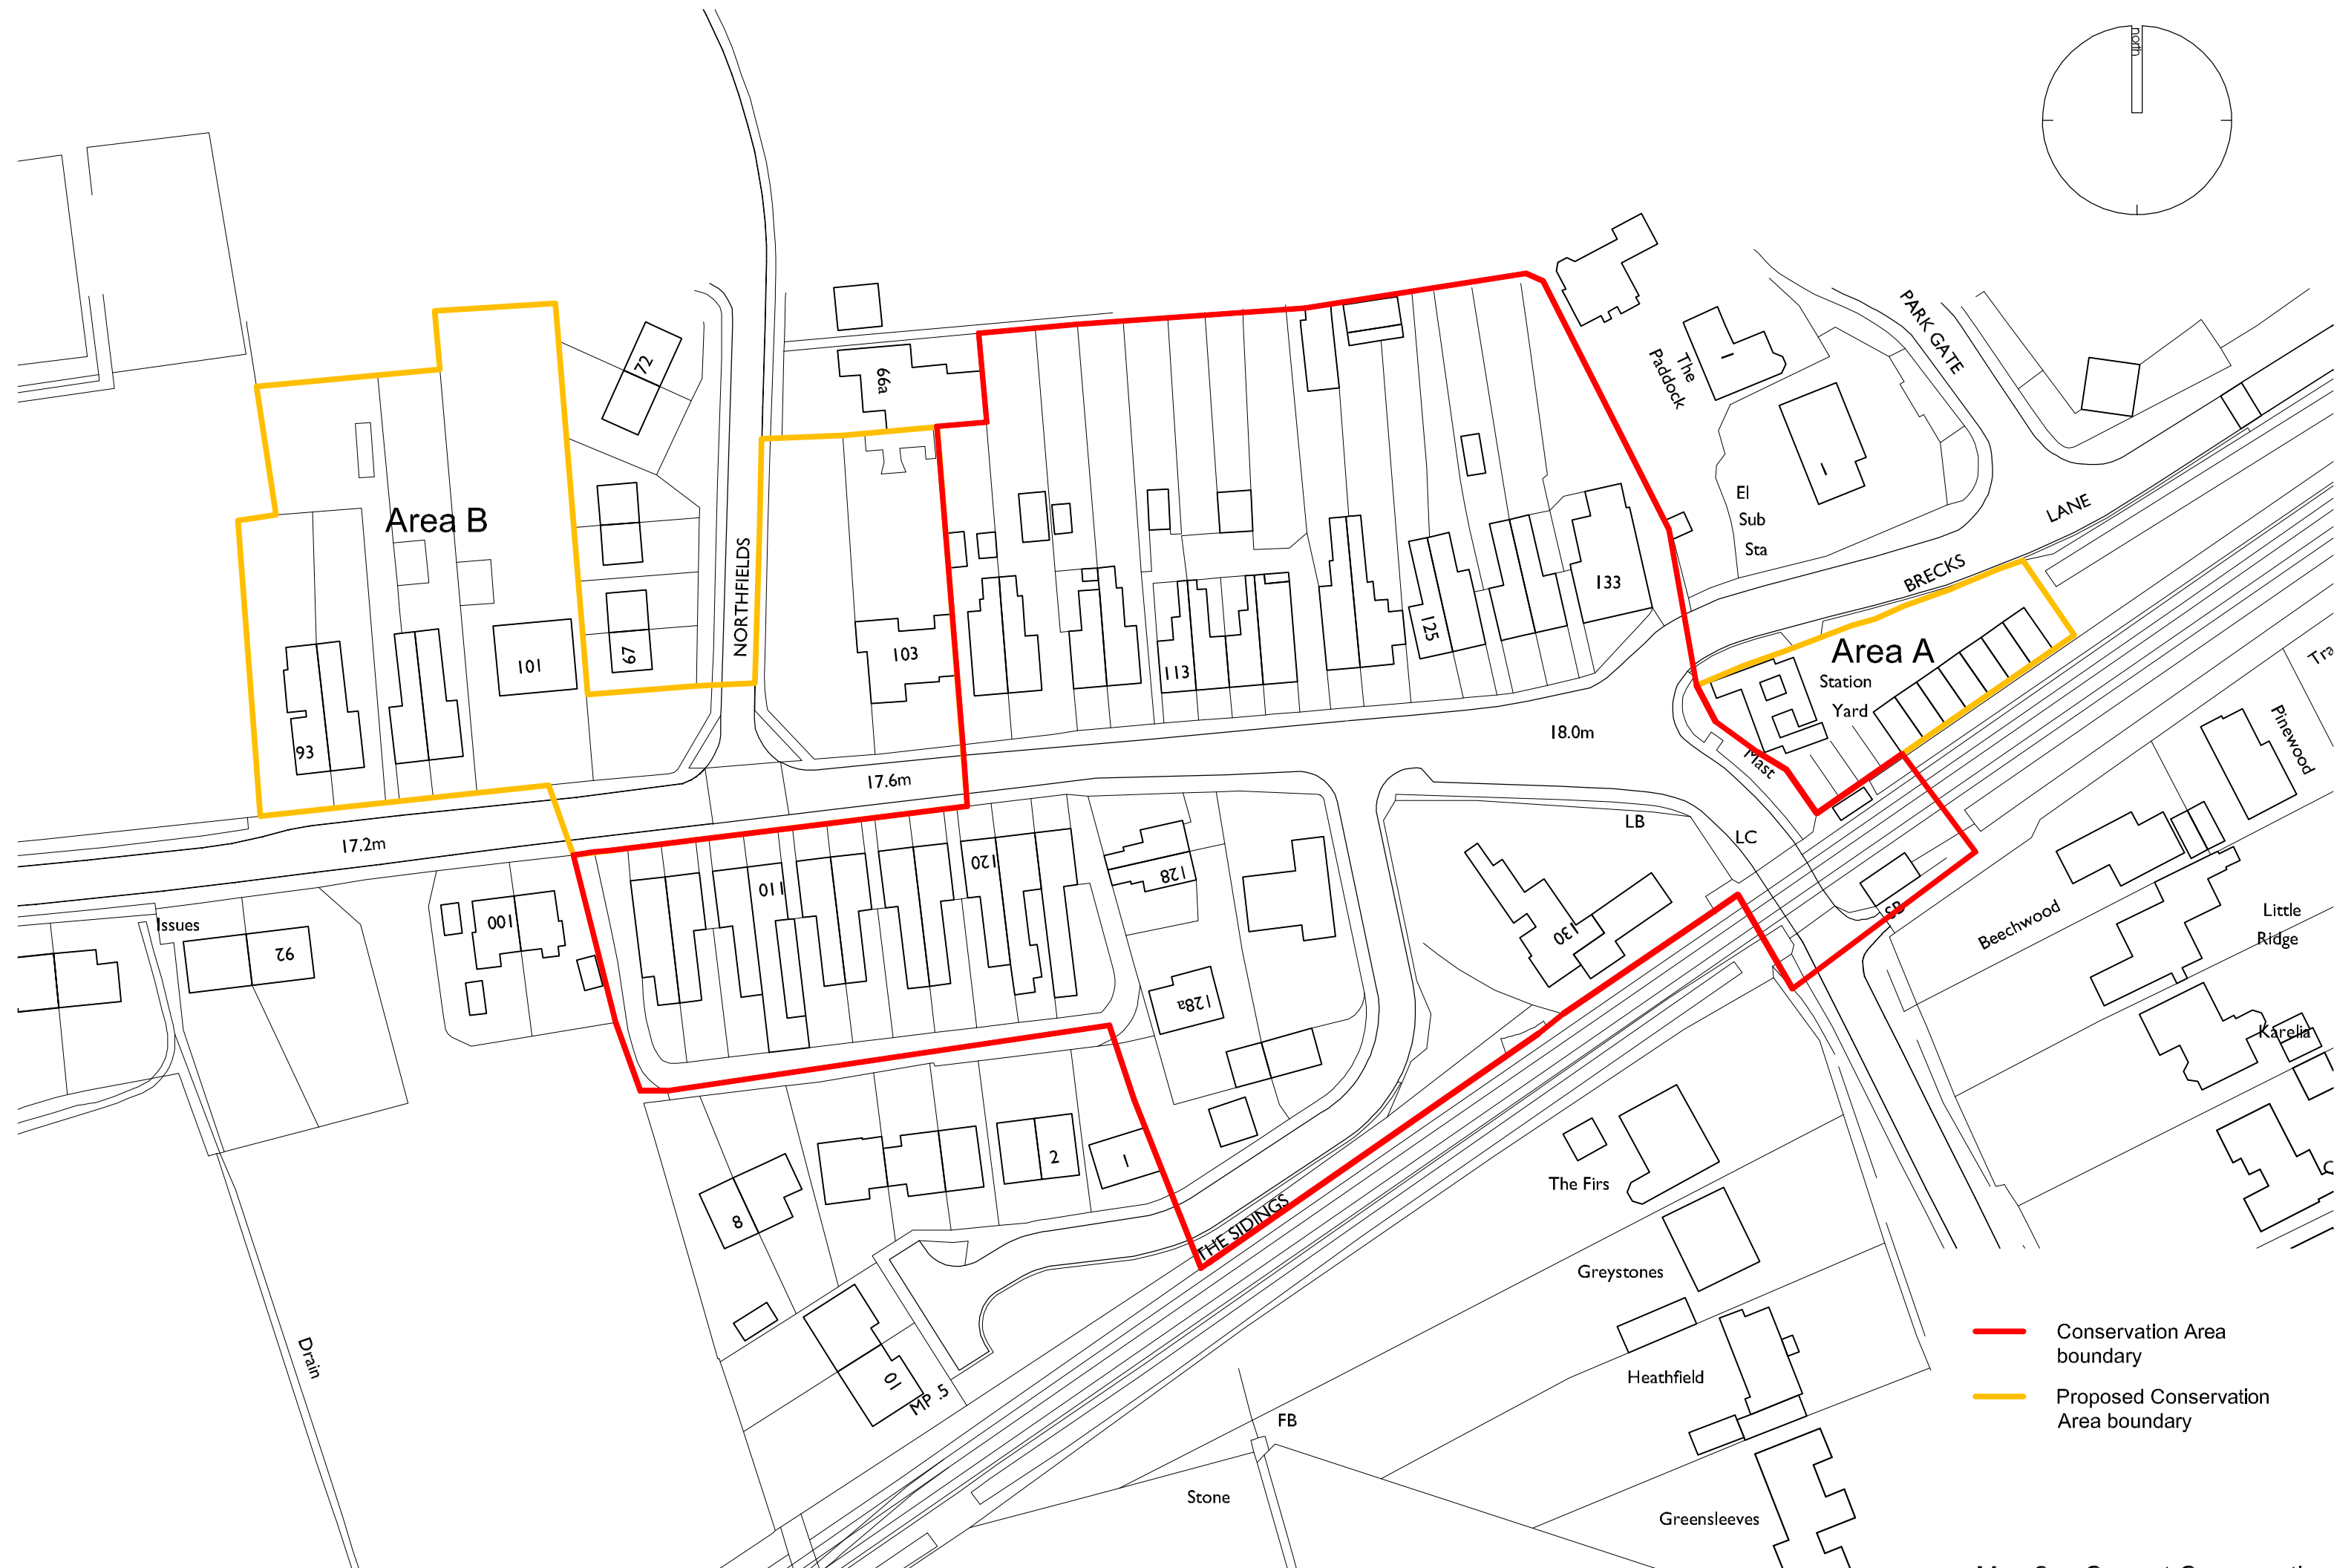 north
PARK GATE
The
Paddock
1
1
72
66a
El
Sub
Sta
BRECKS
LANE
Area B
NORTHFIELDS
101
67
93
103
113
125
133
Area A
Station
Yard
Mast
18.0m
17.6m
17.2m
LB
LC
SB
Pinewood
Beechwood
Little
Ridge
Karelia
Issues
92
100
110
120
128
128a
130
THE SIDINGS
1
2
8
10
MP .5
Drain
The Firs
Greystones
Heathfield
Greensleeves
FB
Stone
Conservation Area
boundary
Proposed Conservation
Area boundary